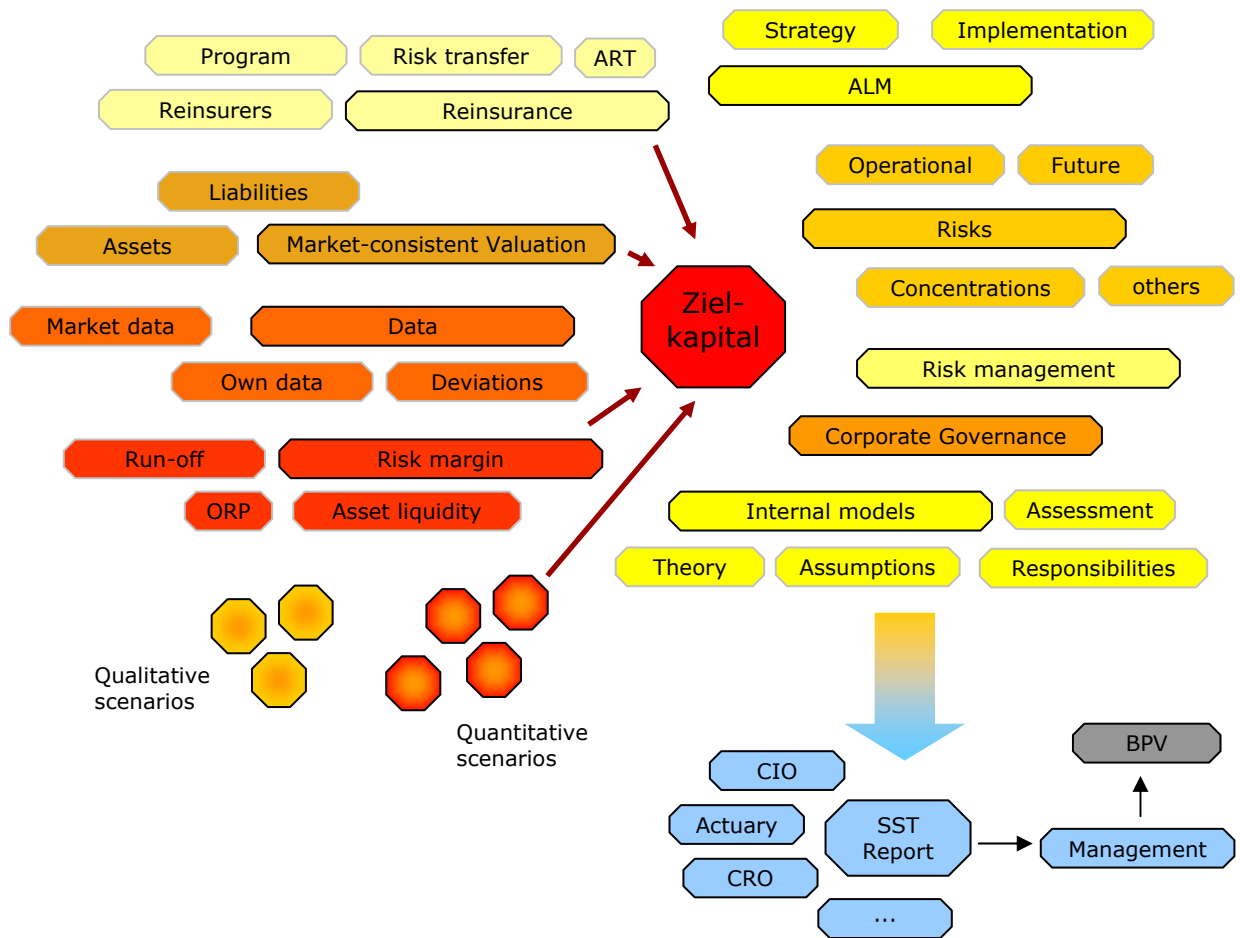 Program
Risk transfer
ART
Reinsurers
Reinsurance
Strategy
Implementation
ALM
Liabilities
Assets
Market-consistent Valuation
Operational
Future
Risks
Concentrations
others
Ziel-
kapital
Market data
Data
Own data
Deviations
Risk management
Corporate Governance
Run-off
Risk margin
ORP
Asset liquidity
Internal models
Assessment
Theory
Assumptions
Responsibilities
Qualitative
scenarios
Quantitative
scenarios
CIO
Actuary
CRO
...
SST
Report
Management
BPV